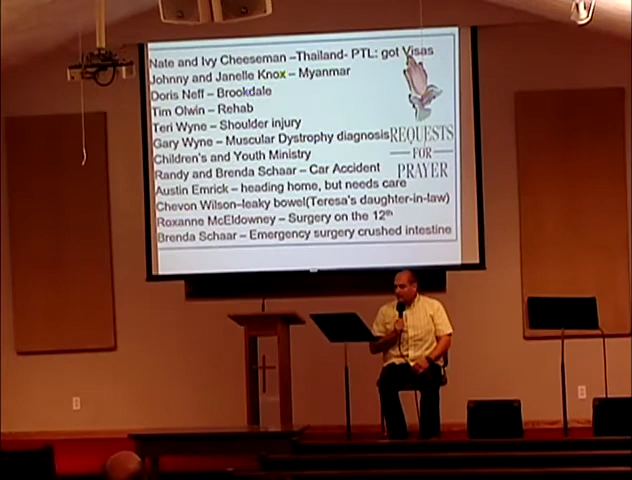 Nate and Ivy Cheeseman –Thailand- PTL: got Visas
Johnny and Janelle Knox – Myanmar
Doris Neff – Brookdale
Tim Olwin – Rehab
Teri Wyne – Shoulder injury
Gary Wyne – Muscular Dystrophy diagnosis
Children's and Youth Ministry
Randy and Brenda Schaar – Car Accident
Austin Emrick – heading home, but needs care
Chevon Wilson–leaky bowel(Teresa's daughter-in-law)
Roxanne McEldowney – Surgery on the 12th
Brenda Schaar – Emergency surgery crushed intestine
REQUESTS
FOR
PRAYER